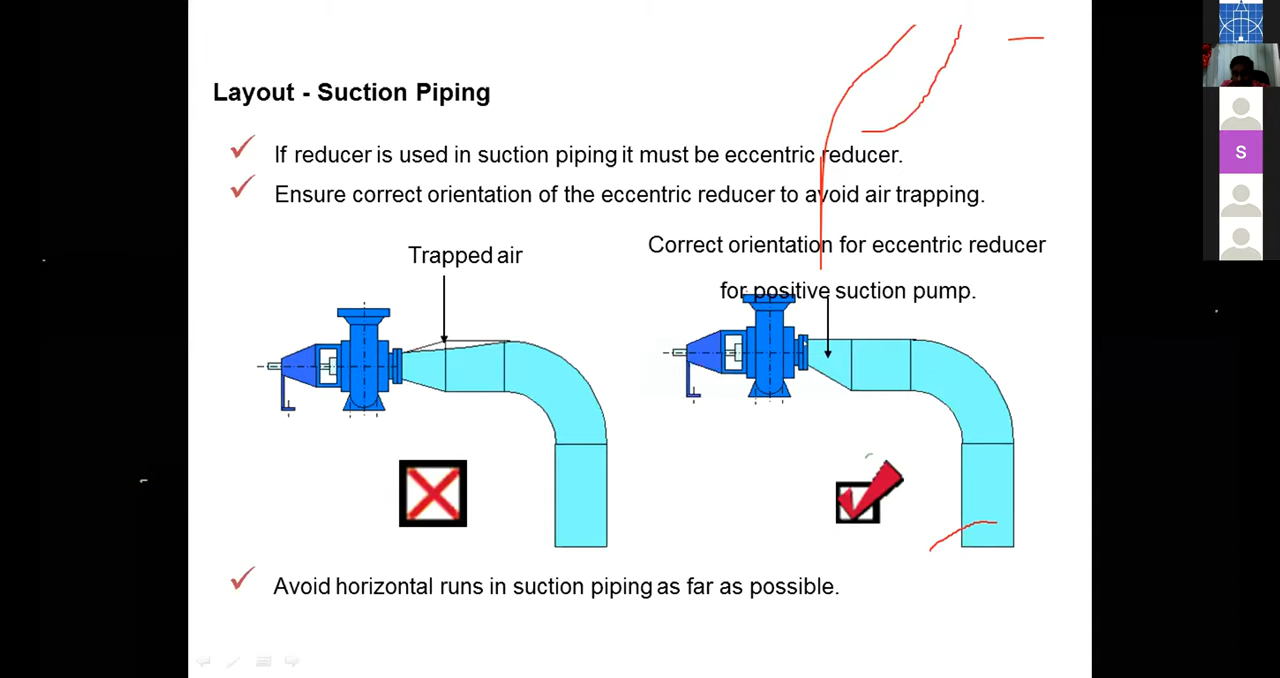 Layout - Suction Piping
If reducer is used in suction piping it must be eccentric reducer.
Ensure correct orientation of the eccentric reducer to avoid air trapping.
Trapped air
Correct orientation for eccentric reducer
for positive suction pump.
Avoid horizontal runs in suction piping as far as possible.
S